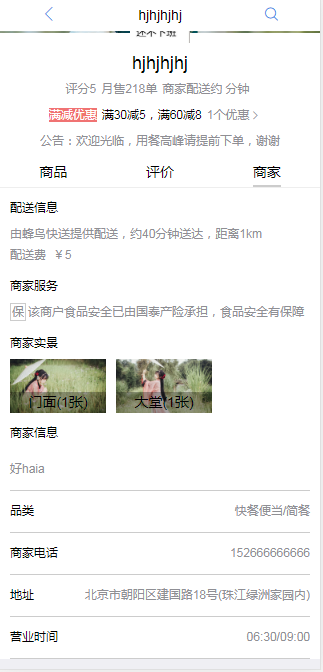 hjhjhjhj
hjhjhjhj
评分5 月售218单 商家配送约 分钟
满减优惠 满30减5，满60减8 1个优惠
公告：欢迎光临，用餐高峰请提前下单，谢谢
商品 评价 商家
配送信息
由蜂鸟快送提供配送，约40分钟送达，距离1km
配送费 ￥5
商家服务
保 该商户食品安全已由国泰产险承担，食品安全有保障
商家实景
门面(1张) 大堂(1张)
商家信息
好haia
品类 快餐便当/简餐
商家电话 152666666666
地址 北京市朝阳区建国路18号(珠江绿洲家园内)
营业时间 06:30/09:00